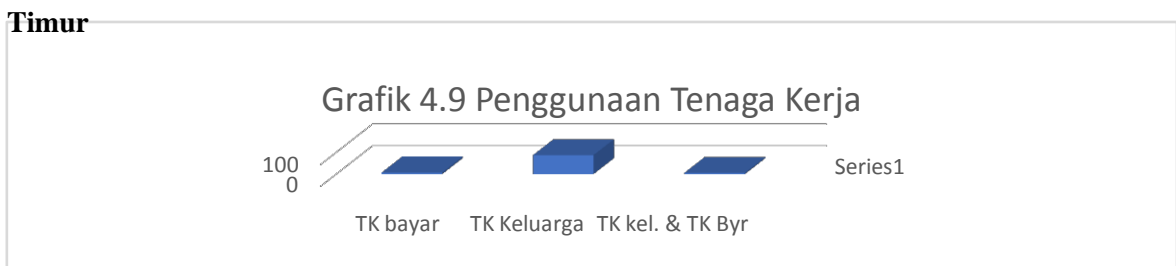 Timur
Grafik 4.9 Penggunaan Tenaga Kerja
100
0
Series1
TK bayar TK Keluarga TK kel. & TK Byr